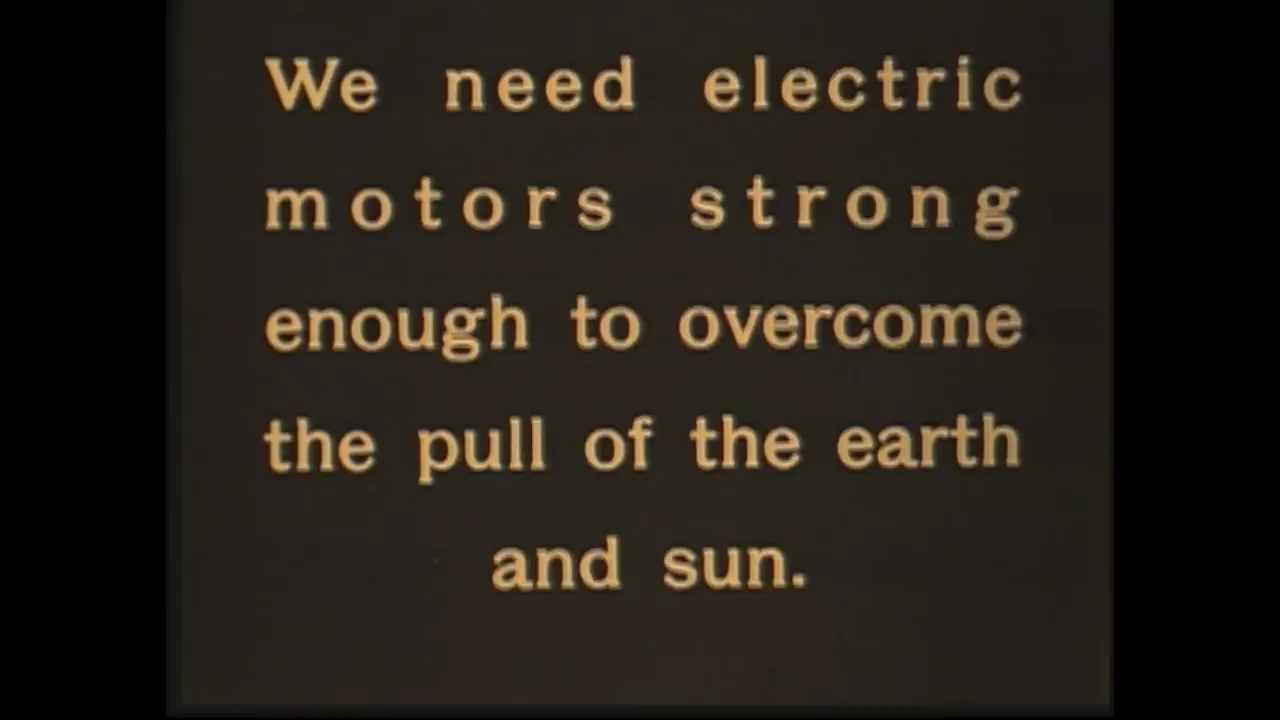 We need electric
motors strong
enough to overcome
the pull of the earth
and sun.